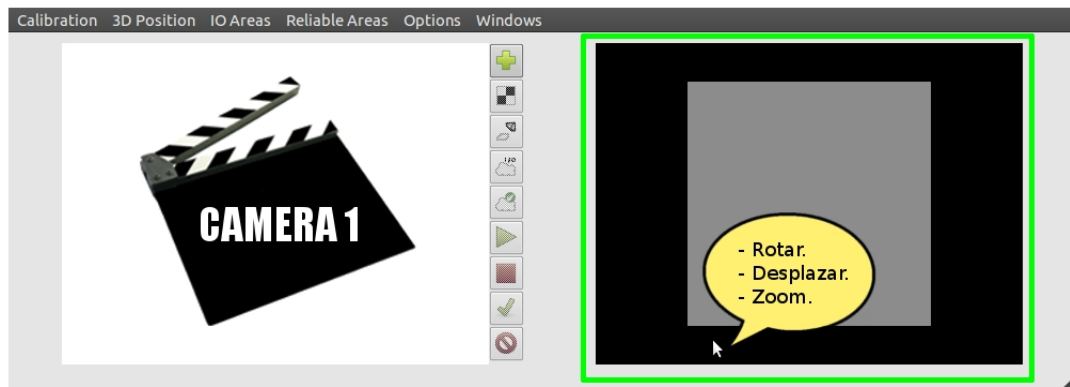 Calibration 3D Position IO Areas Reliable Areas Options Windows
CAMERA 1
I/O
- Rotar.
- Desplazar.
- Zoom.